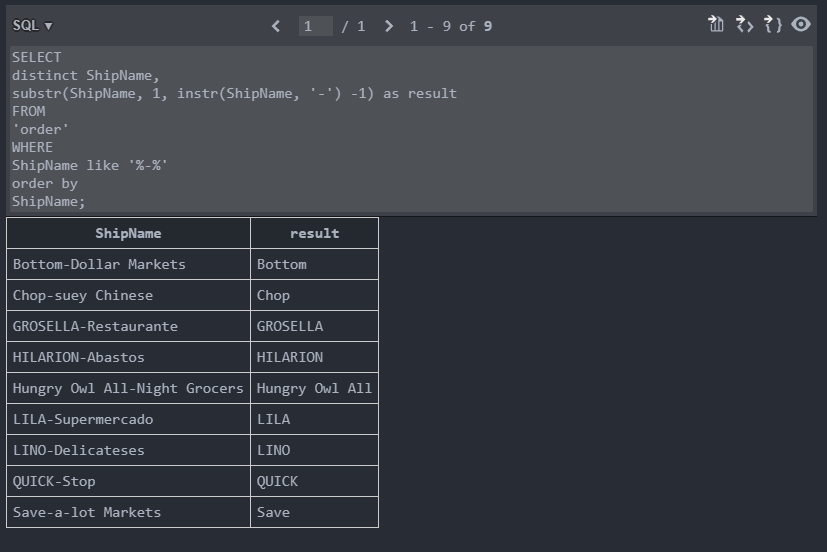 SQL ▼ 1 / 1 1 - 9 of 9
SELECT
distinct ShipName,
substr(ShipName, 1, instr(ShipName, '-') -1) as result
FROM
'order'
WHERE
ShipName like '%-%'
order by
ShipName;
ShipName result
Bottom-Dollar Markets Bottom
Chop-suey Chinese Chop
GROSELLA-Restaurante GROSELLA
HILARION-Abastos HILARION
Hungry Owl All-Night Grocers Hungry Owl All
LILA-Supermercado LILA
LINO-Delicateses LINO
QUICK-Stop QUICK
Save-a-lot Markets Save